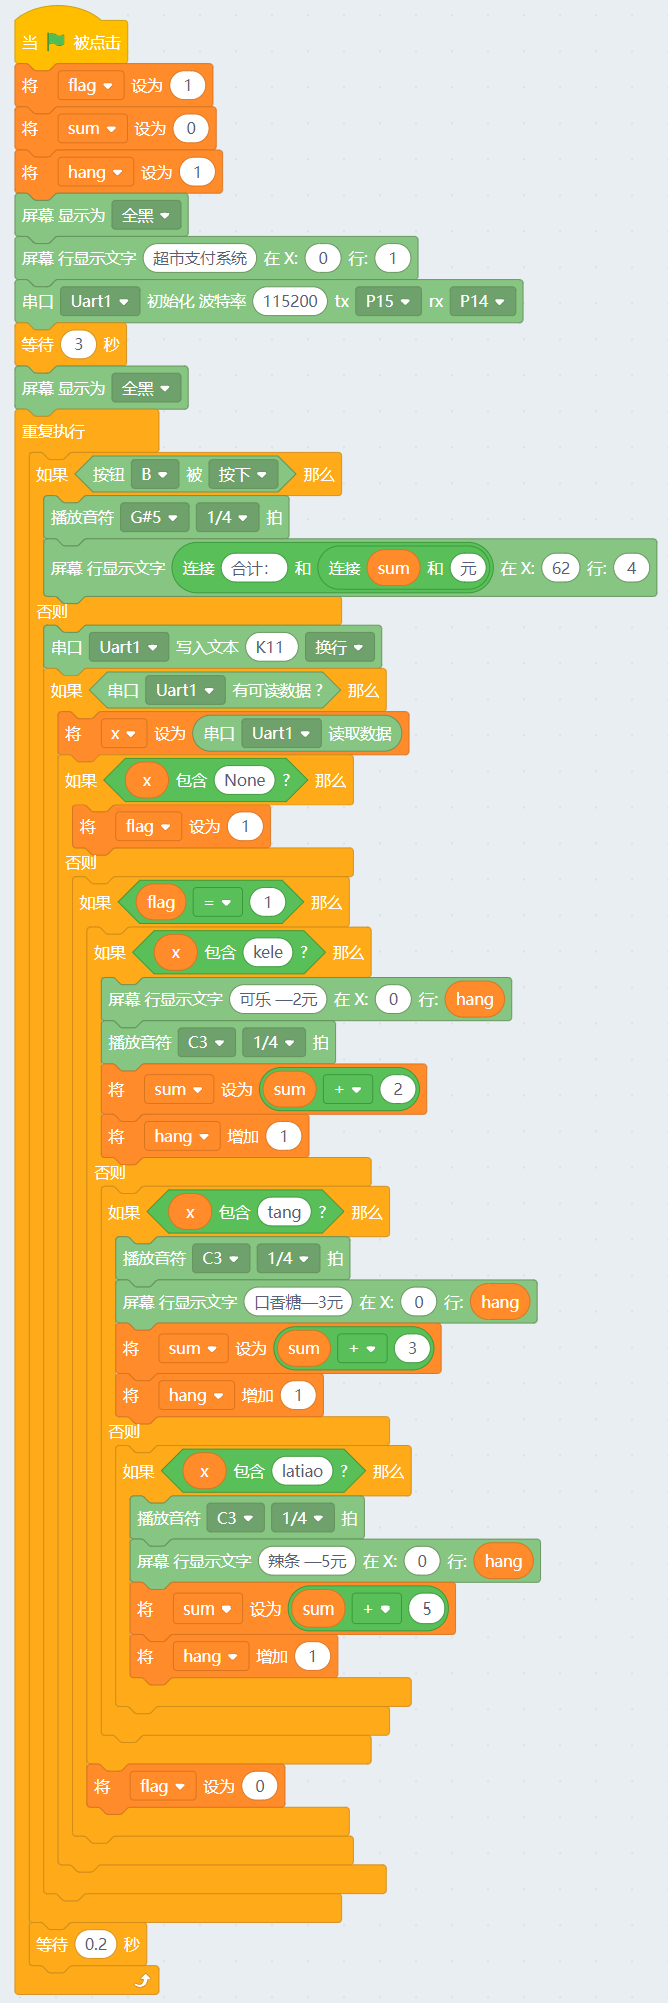 当 被点击
将 flag 设为 1
将 sum 设为 0
将 hang 设为 1
屏幕 显示为 全黑
屏幕 行显示文字 超市支付系统 在 X: 0 行: 1
串口 Uart1 初始化 波特率 115200 tx P15 rx P14
等待 3 秒
屏幕 显示为 全黑
重复执行
如果 按钮 B 被 按下 那么
播放音符 G#5 1/4 拍
屏幕 行显示文字 连接 合计: 和 连接 sum 和 元 在 X: 62 行: 4
否则
串口 Uart1 写入文本 K11 换行
如果 串口 Uart1 有可读数据 ? 那么
将 x 设为 串口 Uart1 读取数据
如果 x 包含 None ? 那么
将 flag 设为 1
否则
如果 flag = 1 那么
如果 x 包含 kele ? 那么
屏幕 行显示文字 可乐 —2元 在 X: 0 行: hang
播放音符 C3 1/4 拍
将 sum 设为 sum + 2
将 hang 增加 1
否则
如果 x 包含 tang ? 那么
播放音符 C3 1/4 拍
屏幕 行显示文字 口香糖—3元 在 X: 0 行: hang
将 sum 设为 sum + 3
将 hang 增加 1
否则
如果 x 包含 latiao ? 那么
播放音符 C3 1/4 拍
屏幕 行显示文字 辣条 —5元 在 X: 0 行: hang
将 sum 设为 sum + 5
将 hang 增加 1
将 flag 设为 0
等待 0.2 秒